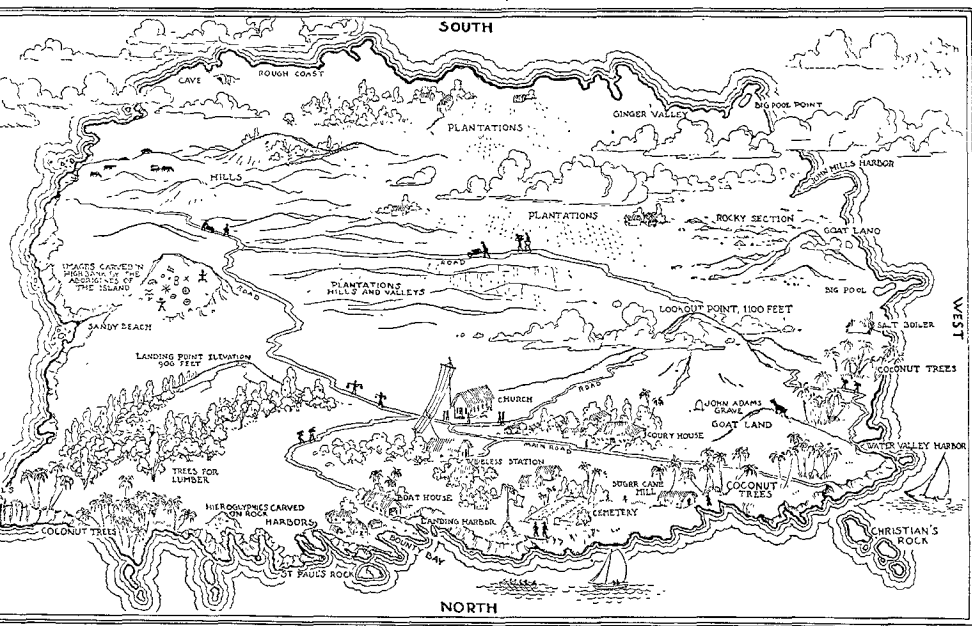 SOUTH
CAVE
ROUGH COAST
BIG POOL POINT
GINGER VALLEY
PLANTATIONS
JOHN MILLS HARBOR
HILLS
PLANTATIONS
ROCKY SECTION
GOAT LAND
ROAD
IMAGES CARVED IN
HIGH BANK BY THE
ABORIGINES OF
THE ISLAND
ROAD
PLANTATIONS
HILLS AND VALLEYS
BIG POOL
WEST
LOOKOUT POINT, 1100 FEET
SANDY BEACH
SALT BOILER
LANDING POINT ELEVATION
906 FEET
COCONUT TREES
CHURCH
ROAD
JOHN ADAMS
GRAVE
GOAT LAND
COURY HOUSE
MAIN ROAD
WATER VALLEY HARBOR
TREES FOR
LUMBER
STATION
SUGAR CANE
MILL
COCONUT
TREES
BOAT HOUSE
HIEROGLYPHICS CARVED
ON ROCK
HARBORS
LANDING HARBOR
CEMETERY
COCONUT TREES
BOUNTY BAY
CHRISTIAN'S
ROCK
ST PAUL'S ROCK
NORTH